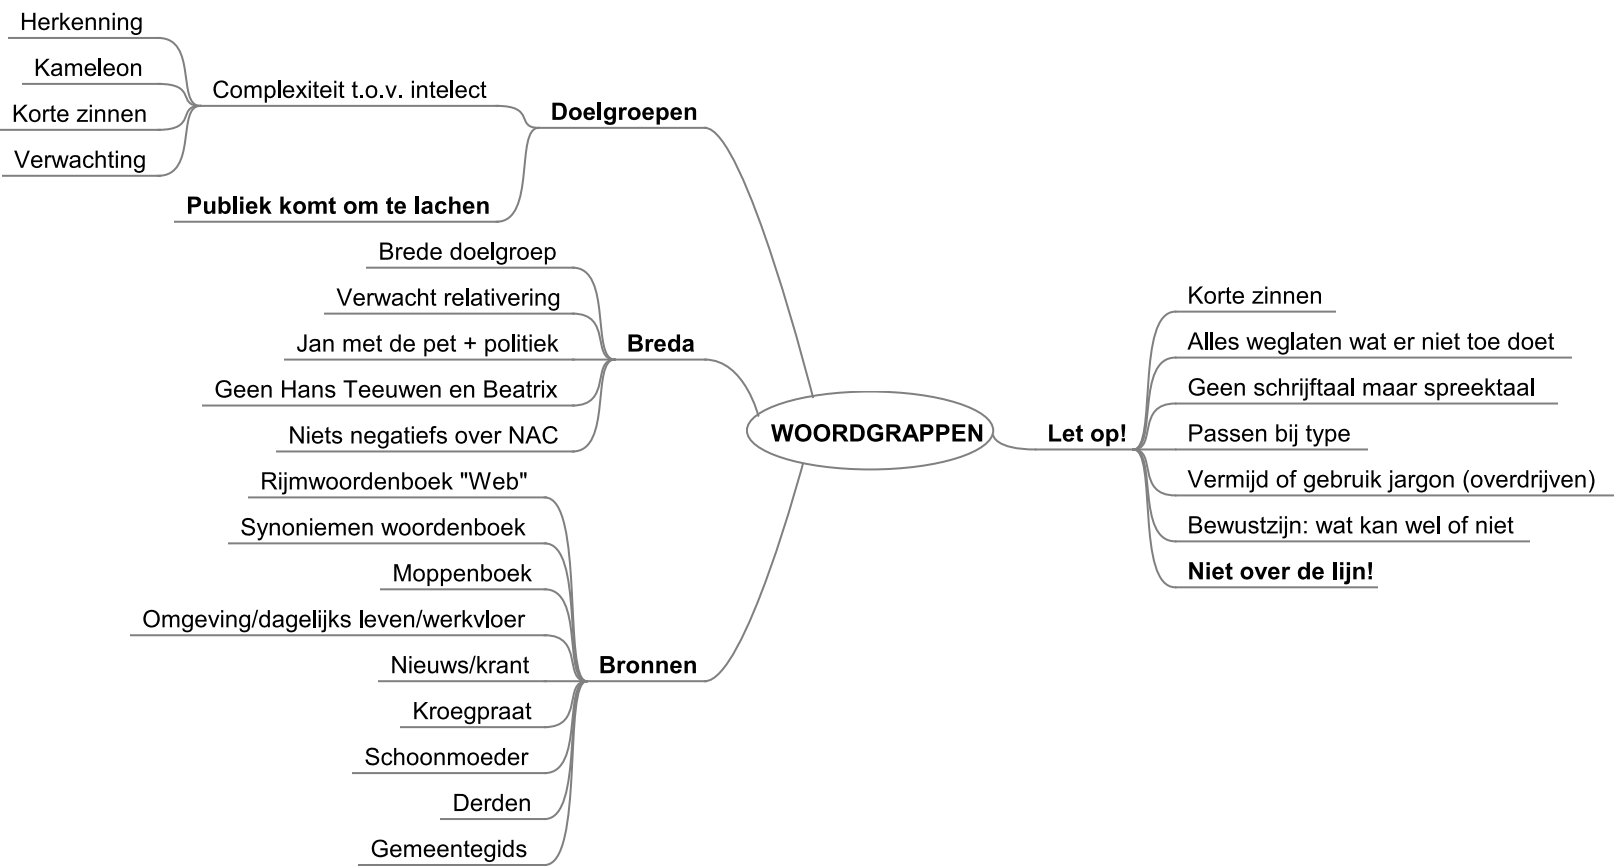 Herkenning
Kameleon
Korte zinnen
Verwachting
Complexiteit t.o.v. intelect
Publiek komt om te lachen
Doelgroepen
Brede doelgroep
Verwacht relativering
Jan met de pet + politiek
Geen Hans Teeuwen en Beatrix
Niets negatiefs over NAC
Breda
Rijmwoordenboek "Web"
Synoniemen woordenboek
Moppenboek
Omgeving/dagelijks leven/werkvloer
Nieuws/krant
Kroegpraat
Schoonmoeder
Derden
Gemeentegids
Bronnen
WOORDGRAPPEN
Let op!
Korte zinnen
Alles weglaten wat er niet toe doet
Geen schrijftaal maar spreektaal
Passen bij type
Vermijd of gebruik jargon (overdrijven)
Bewustzijn: wat kan wel of niet
Niet over de lijn!